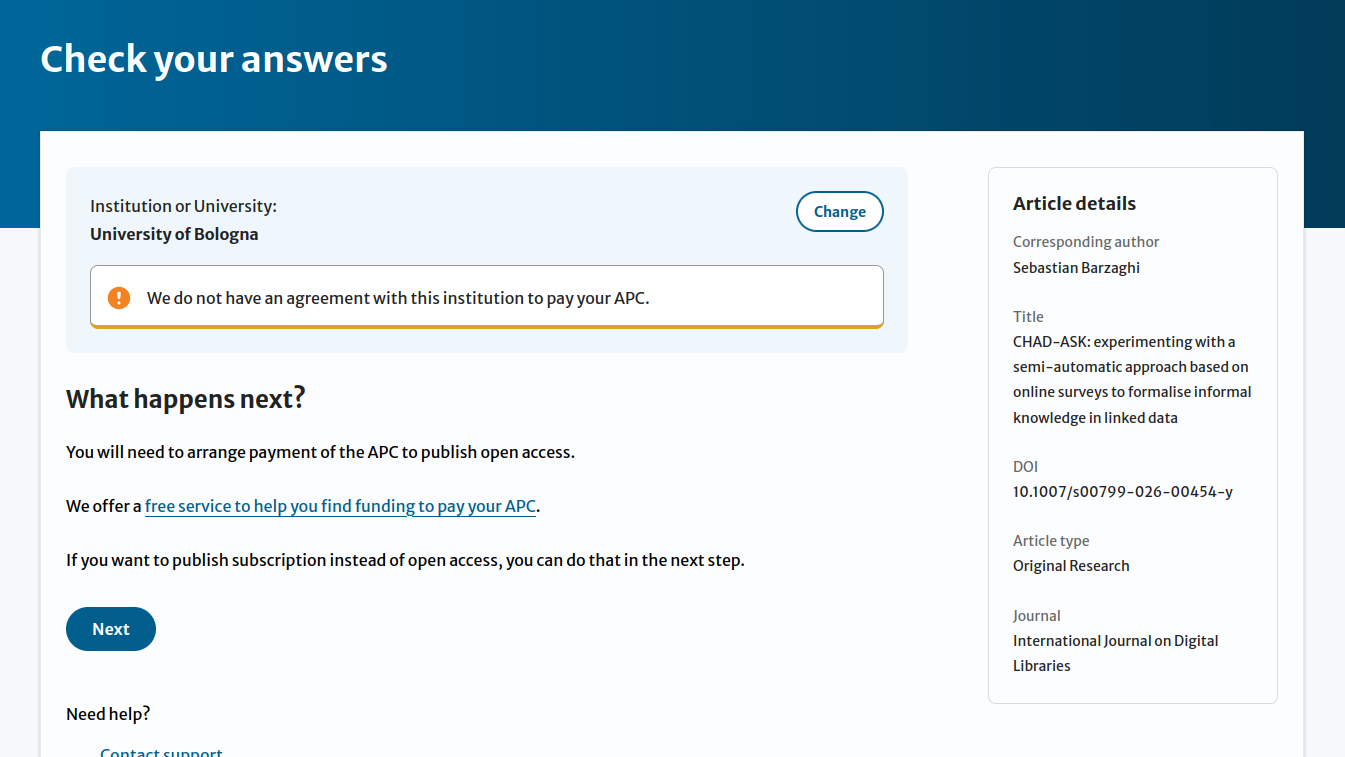 Check your answers
Institution or University:
University of Bologna
Change
We do not have an agreement with this institution to pay your APC.
What happens next?
You will need to arrange payment of the APC to publish open access.
We offer a free service to help you find funding to pay your APC.
If you want to publish subscription instead of open access, you can do that in the next step.
Next
Need help?
Contact support
Article details
Corresponding author
Sebastian Barzaghi
Title
CHAD-ASK: experimenting with a
semi-automatic approach based on
online surveys to formalise informal
knowledge in linked data
DOI
10.1007/s00799-026-00454-y
Article type
Original Research
Journal
International Journal on Digital
Libraries